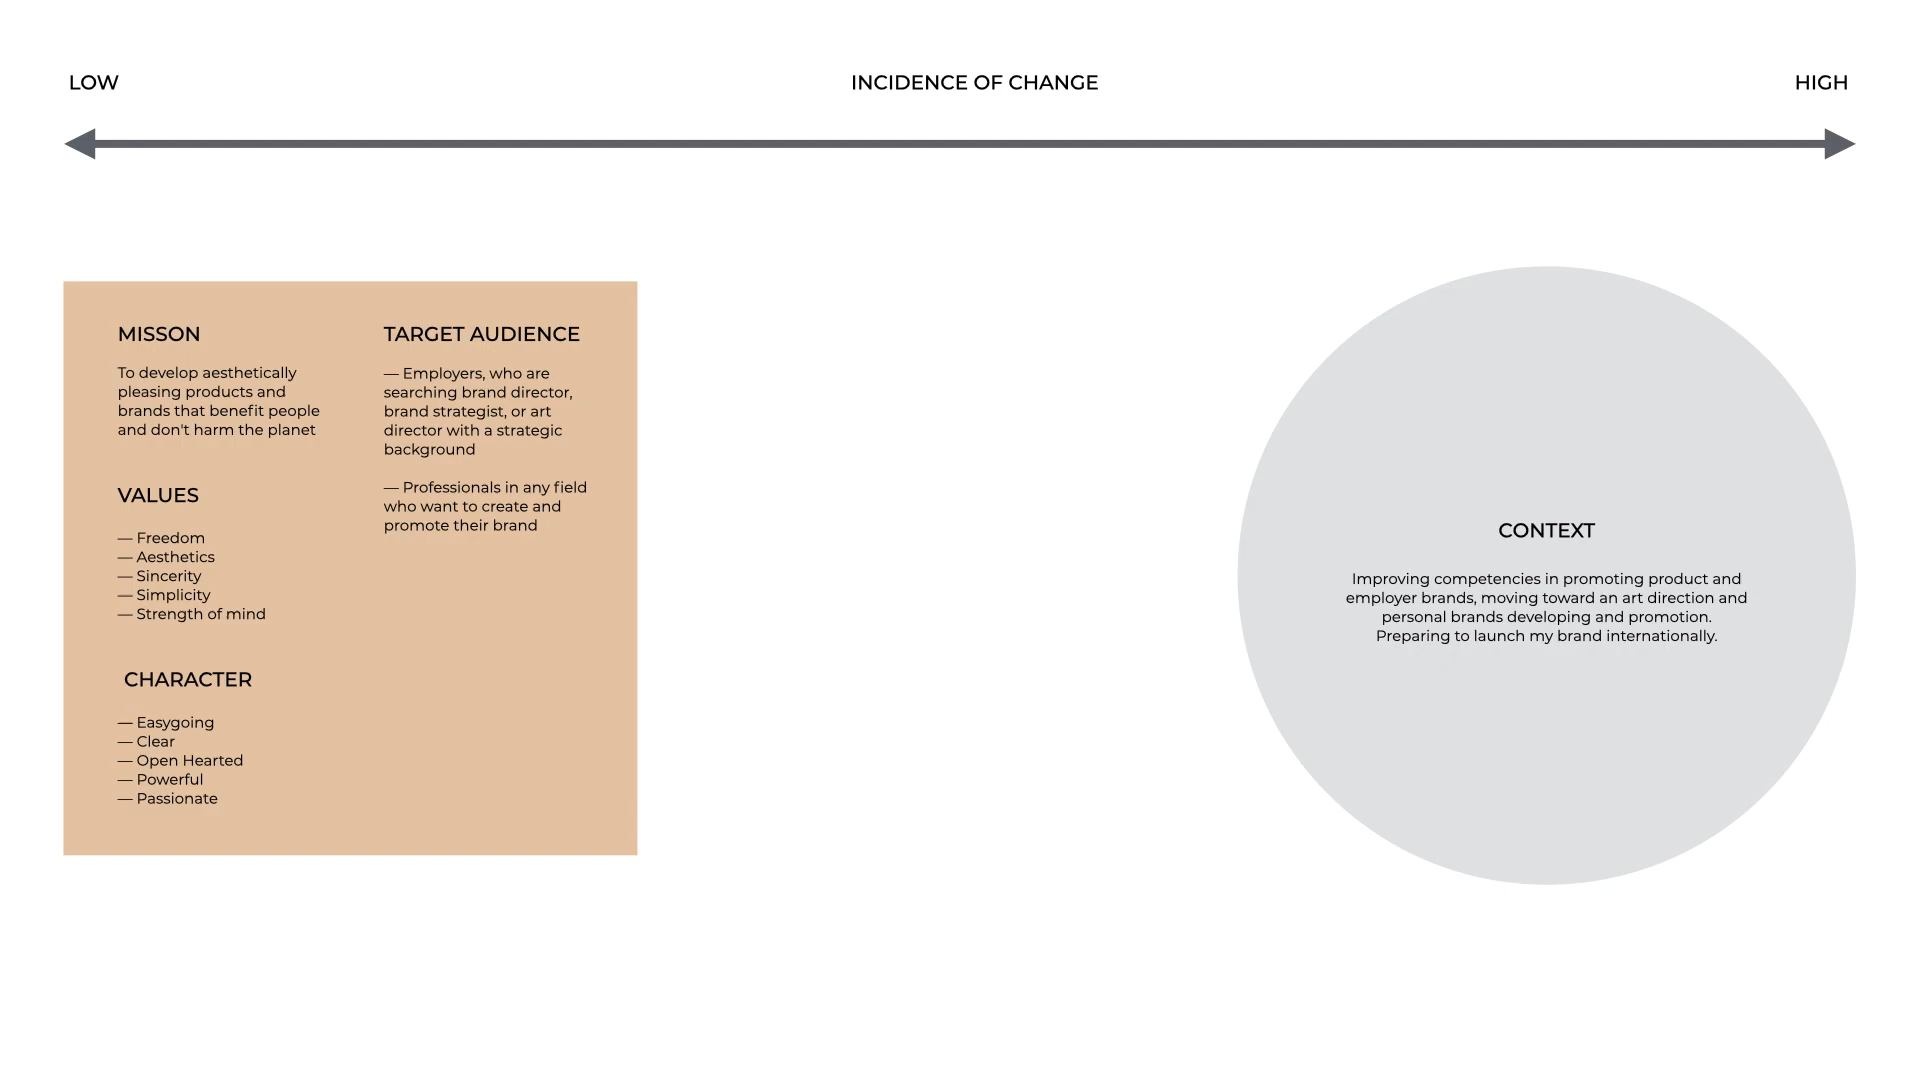 LOW
INCIDENCE OF CHANGE
HIGH
MISSON
To develop aesthetically
pleasing products and
brands that benefit people
and don't harm the planet
VALUES
— Freedom
— Aesthetics
— Sincerity
— Simplicity
— Strength of mind
CHARACTER
— Easygoing
— Clear
— Open Hearted
— Powerful
— Passionate
TARGET AUDIENCE
— Employers, who are
searching brand director,
brand strategist, or art
director with a strategic
background
— Professionals in any field
who want to create and
promote their brand
CONTEXT
Improving competencies in promoting product and
employer brands, moving toward an art direction and
personal brands developing and promotion.
Preparing to launch my brand internationally.